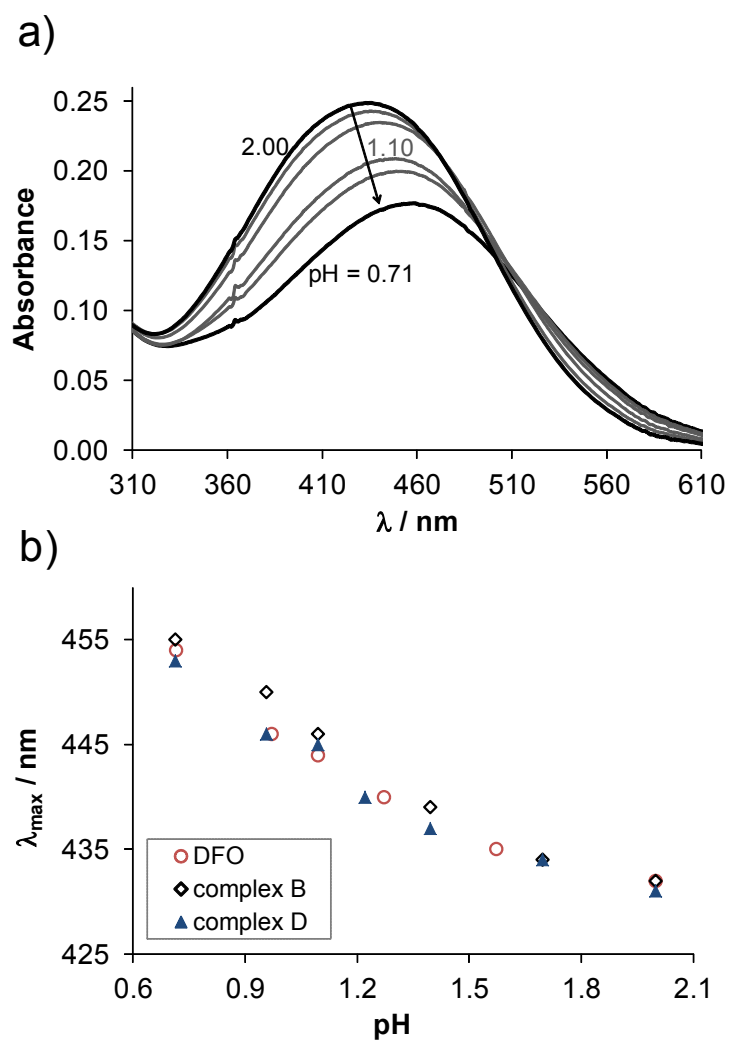 a)
0.25
0.20
0.15
0.10
0.05
0.00
Absorbance
2.00
1.10
pH = 0.71
310 360 410 460 510 560 610
λ / nm
b)
455
445
435
425
λmax / nm
DFO
complex B
complex D
0.6 0.9 1.2 1.5 1.8 2.1
pH